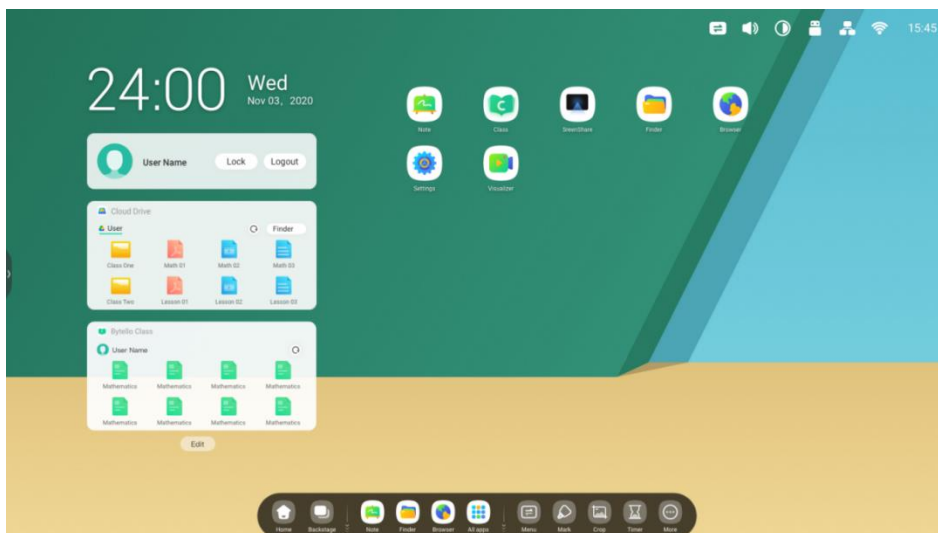 15:45
24:00
Wed
Nov 03, 2020
User Name
Lock
Logout
Note
Class
ScreenShare
Finder
Browser
Settings
Visualizer
Cloud Drive
User
Finder
Class One
Math 01
Math 02
Math 03
Class Two
Lesson 01
Lesson 02
Lesson 03
Bytello Class
User Name
Mathematics
Mathematics
Mathematics
Mathematics
Mathematics
Mathematics
Mathematics
Mathematics
Edit
Home
Backstage
Note
Finder
Browser
All apps
Menu
Mark
Crop
Timer
More